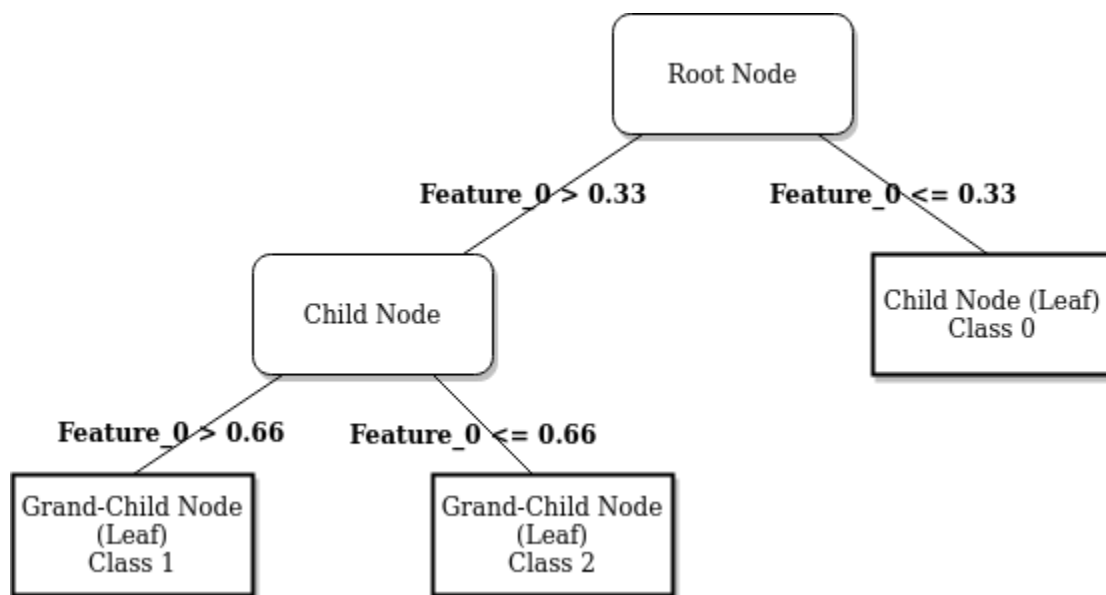 Root Node
Feature_0 > 0.33
Feature_0 <= 0.33
Child Node
Child Node (Leaf)
Class 0
Feature_0 > 0.66
Feature_0 <= 0.66
Grand-Child Node
(Leaf)
Class 1
Grand-Child Node
(Leaf)
Class 2